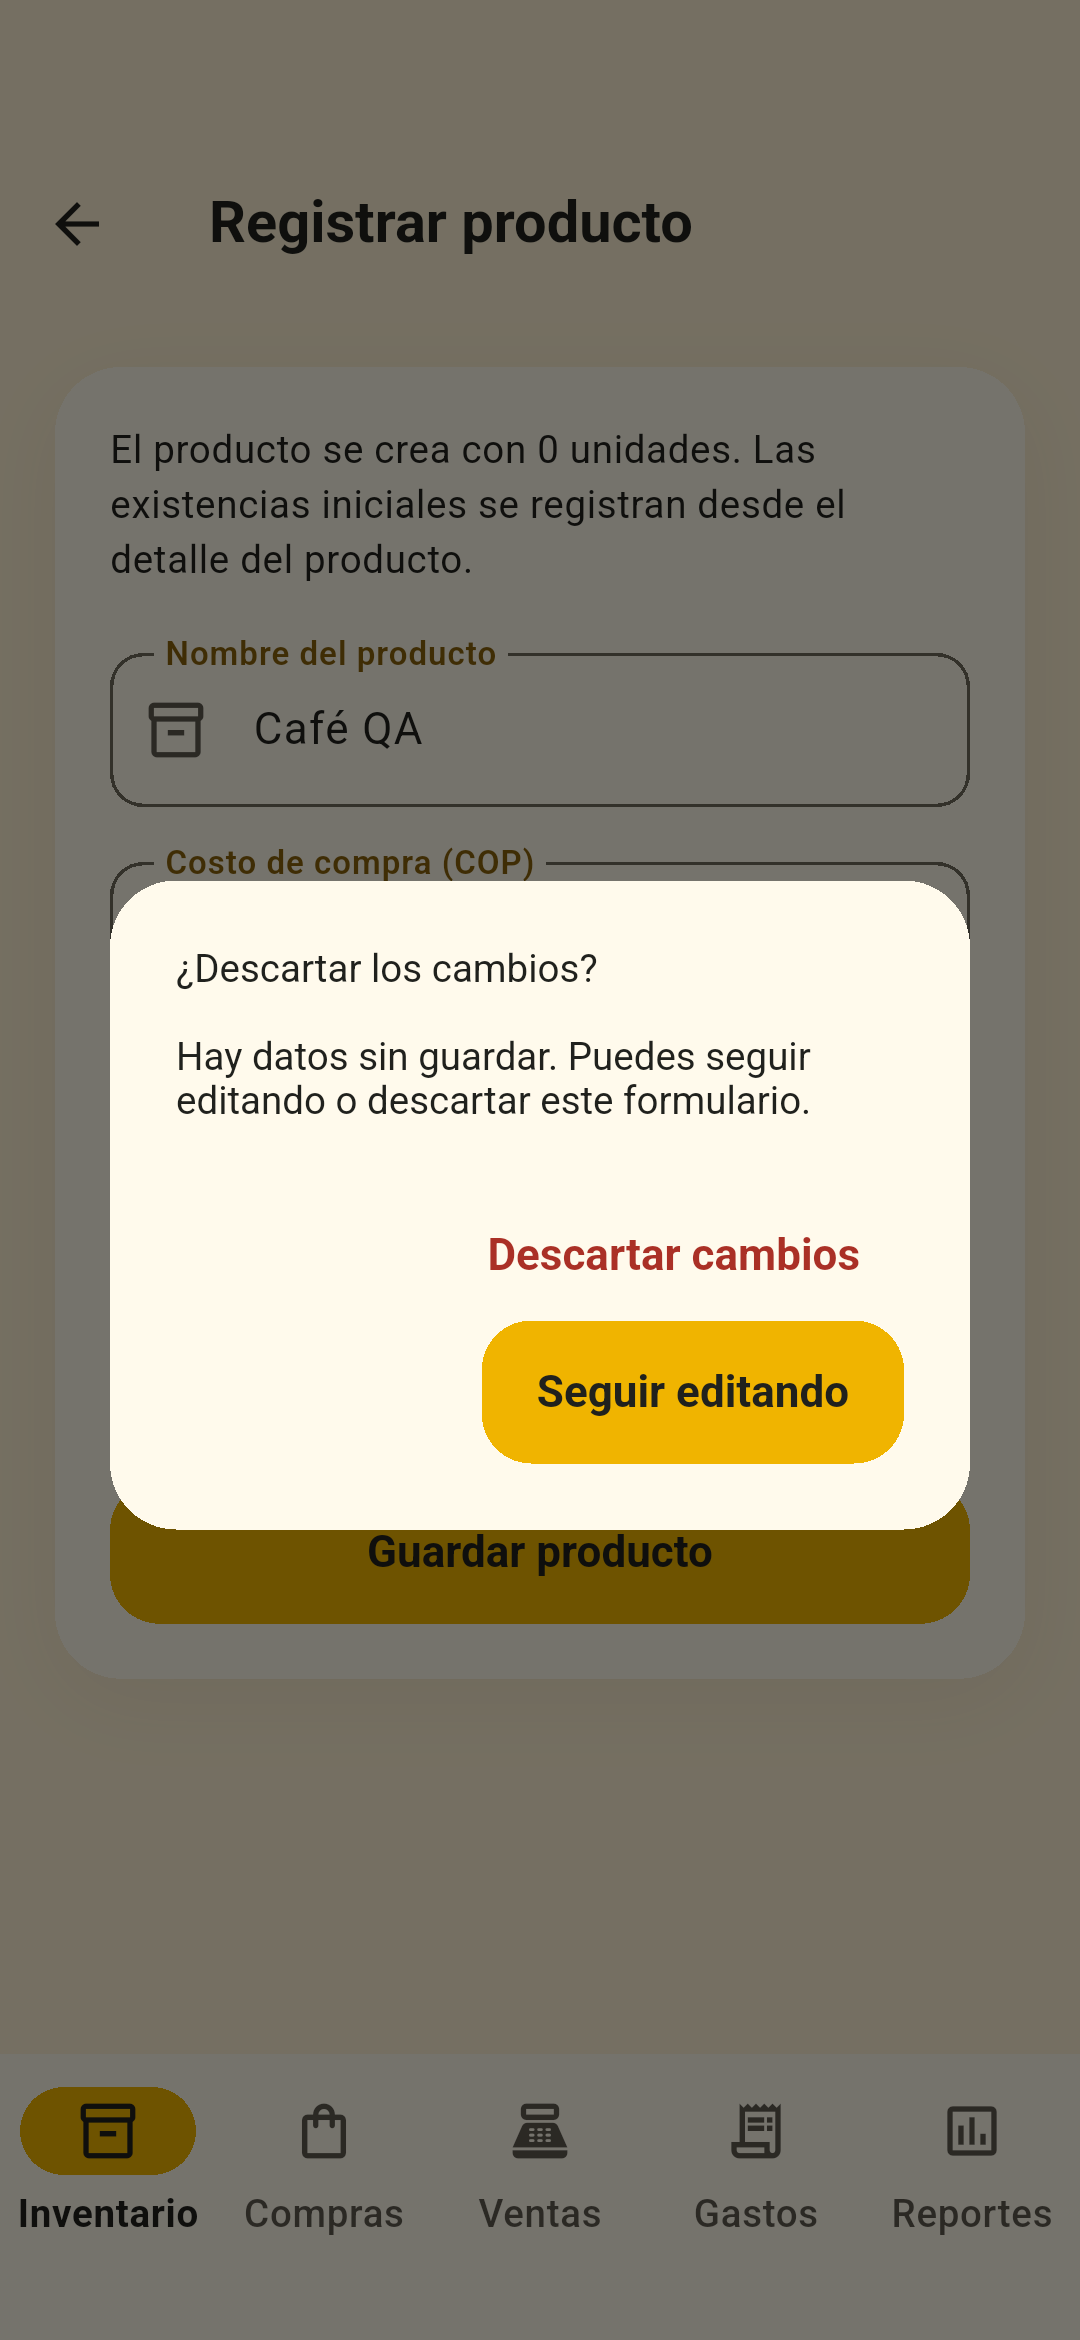 Registrar producto
El producto se crea con 0 unidades. Las
existencias iniciales se registran desde el
detalle del producto.
Nombre del producto
Café QA
Costo de compra (COP)
¿Descartar los cambios?
Hay datos sin guardar. Puedes seguir
editando o descartar este formulario.
Descartar cambios
Seguir editando
Guardar producto
Inventario
Compras
Ventas
Gastos
Reportes